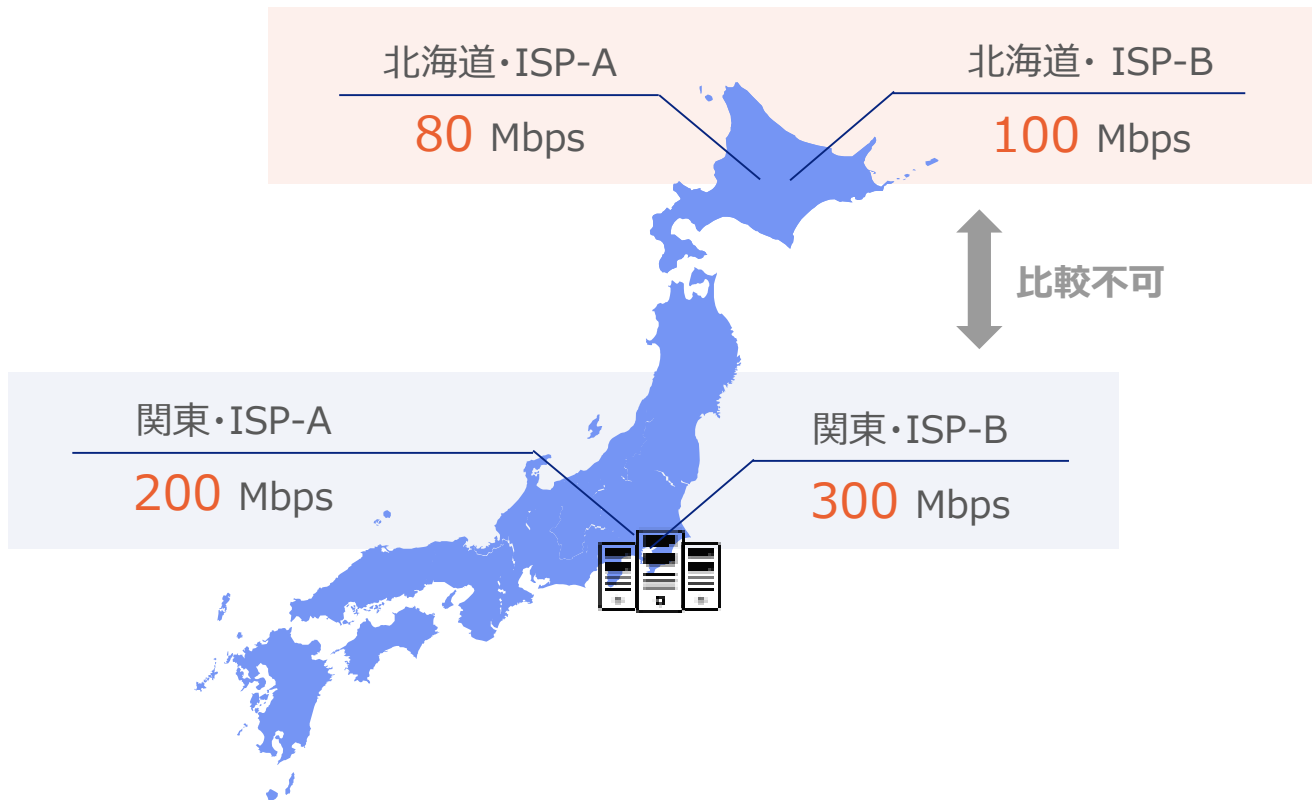 北海道・ISP-A
80 Mbps
北海道・ ISP-B
100 Mbps
比較不可
関東・ISP-A
200 Mbps
関東・ISP-B
300 Mbps